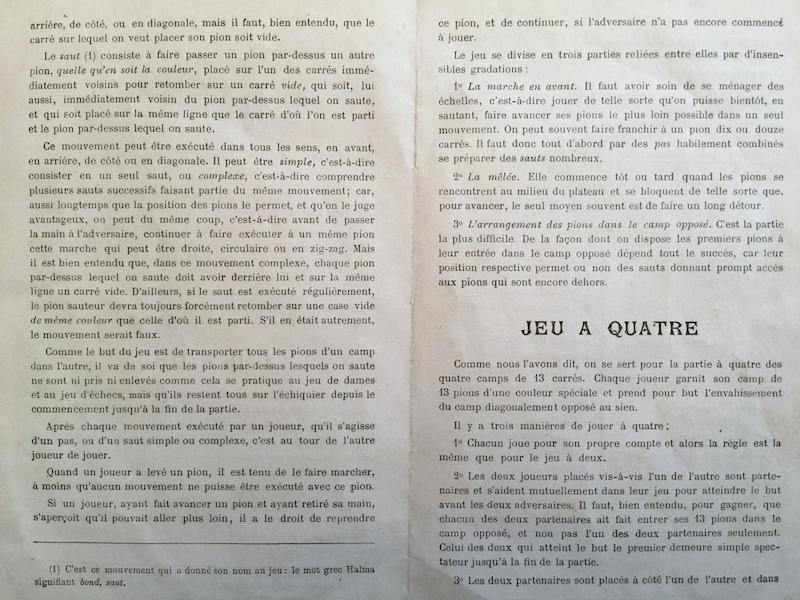 arrière, de côté, ou en diagonale, mais il faut, bien entendu, que le
carré sur lequel on veut placer son pion soit vide.
Le saut (1) consiste à faire passer un pion par-dessus un autre
pion, quelle qu'en soit la couleur, placé sur l'un des carrés immé-
diatement voisins pour retomber sur un carré vide, qui soit, lui
aussi, immédiatement voisin du pion par-dessus lequel on saute,
et qui soit placé sur la même ligne que le carré d'où l'on est parti
et le pion par-dessus lequel on saute.
Ce mouvement peut être exécuté dans tous les sens, en avant,
en arrière, de côté ou en diagonale. Il peut être simple, c'est-à-dire
consister en un seul saut, ou complexe, c'est-à-dire comprendre
plusieurs sauts successifs faisant partie du même mouvement; car,
aussi longtemps que la position des pions le permet, et qu'on le juge
avantageux, on peut du même coup, c'est-à-dire avant de passer
la main à l'adversaire, continuer à faire exécuter à un même pion
cette marche qui peut être droite, circulaire ou en zig-zag. Mais
il est bien entendu que, dans ce mouvement complexe, chaque pion
par-dessus lequel on saute doit avoir derrière lui et sur la même
ligne un carré vide. D'ailleurs, si le saut est exécuté régulièrement,
le pion sauteur devra toujours forcément retomber sur une case vide
de même couleur que celle d'où il est parti. S'il en était autrement,
le mouvement serait faux.
Comme le but du jeu est de transporter tous les pions d'un camp
dans l'autre, il va de soi que les pions par-dessus lesquels on saute
ne sont ni pris ni enlevés comme cela se pratique au jeu de dames
et au jeu d'échecs, mais qu'ils restent tous sur l'échiquier depuis le
commencement jusqu'à la fin de la partie.
Après chaque mouvement exécuté par un joueur, qu'il s'agisse
d'un pas, ou d'un saut simple ou complexe, c'est au tour de l'autre
joueur de jouer.
Quand un joueur a levé un pion, il est tenu de le faire marcher,
à moins qu'aucun mouvement ne puisse être exécuté avec ce pion.
Si un joueur, ayant fait avancer un pion et ayant retiré sa main,
s'aperçoit qu'il pouvait aller plus loin, il a le droit de reprendre
(1) C'est ce mouvement qui a donné son nom au jeu : le mot grec Halma
signifiant bond, saut.
ce pion, et de continuer, si l'adversaire n'a pas encore commencé
à jouer.
Le jeu se divise en trois parties reliées entre elles par d'insen-
sibles gradations :
1º La marche en avant. Il faut avoir soin de se ménager des
échelles, c'est-à-dire jouer de telle sorte qu'on puisse bientôt, en
sautant, faire avancer ses pions le plus loin possible dans un seul
mouvement. On peut souvent faire franchir à un pion dix ou douze
carrés. Il faut donc tout d'abord par des pas habilement combinés
se préparer des sauts nombreux.
2º La mêlée. Elle commence tôt ou tard quand les pions se
rencontrent au milieu du plateau et se bloquent de telle sorte que,
pour avancer, le seul moyen souvent est de faire un long détour.
3º L'arrangement des pions dans le camp opposé. C'est la partie
la plus difficile. De la façon dont on dispose les premiers pions à
leur entrée dans le camp opposé dépend tout le succès, car leur
position respective permet ou non des sauts donnant prompt accès
aux pions qui sont encore dehors.
JEU A QUATRE
Comme nous l'avons dit, on se sert pour la partie à quatre des
quatre camps de 13 carrés. Chaque joueur garnit son camp de
13 pions d'une couleur spéciale et prend pour but l'envahissement
du camp diagonalement opposé au sien.
Il y a trois manières de jouer à quatre :
1º Chacun joue pour son propre compte et alors la règle est la
même que pour le jeu à deux.
2º Les deux joueurs placés vis-à-vis l'un de l'autre sont parte-
naires et s'aident mutuellement dans leur jeu pour atteindre le but
avant les deux adversaires. Il faut, bien entendu, pour gagner, que
chacun des deux partenaires ait fait entrer ses 13 pions dans le
camp opposé, et non pas l'un des deux partenaires seulement.
Celui des deux qui atteint le but le premier demeure simple spec-
tateur jusqu'à la fin de la partie.
3º Les deux partenaires sont placés à côté l'un de l'autre et dans